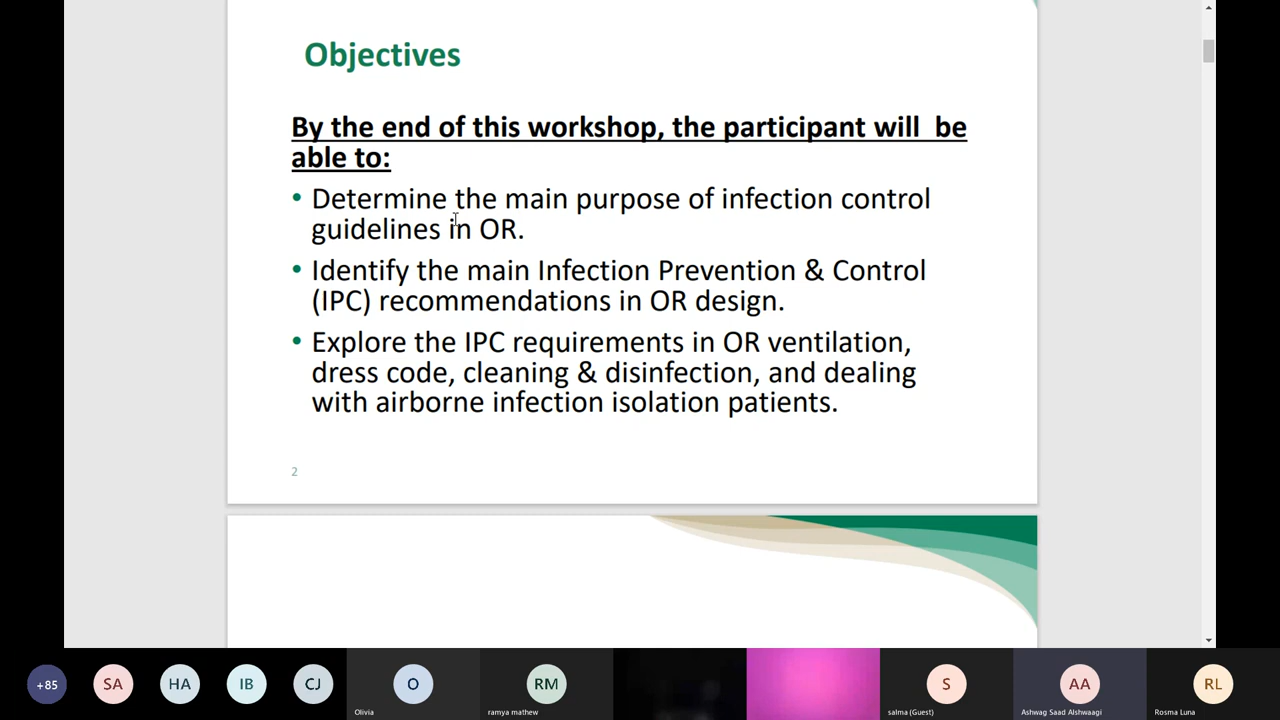 Objectives
By the end of this workshop, the participant will  be
able to:
• Determine the main purpose of infection control
guidelines in OR.
• Identify the main Infection Prevention & Control
(IPC) recommendations in OR design.
• Explore the IPC requirements in OR ventilation,
dress code, cleaning & disinfection, and dealing
with airborne infection isolation patients.
2
+85
SA
HA
IB
CJ
O
Olivia
RM
ramya mathew
S
salma (Guest)
AA
Ashwag Saad Alshwaagi
RL
Rosma Luna